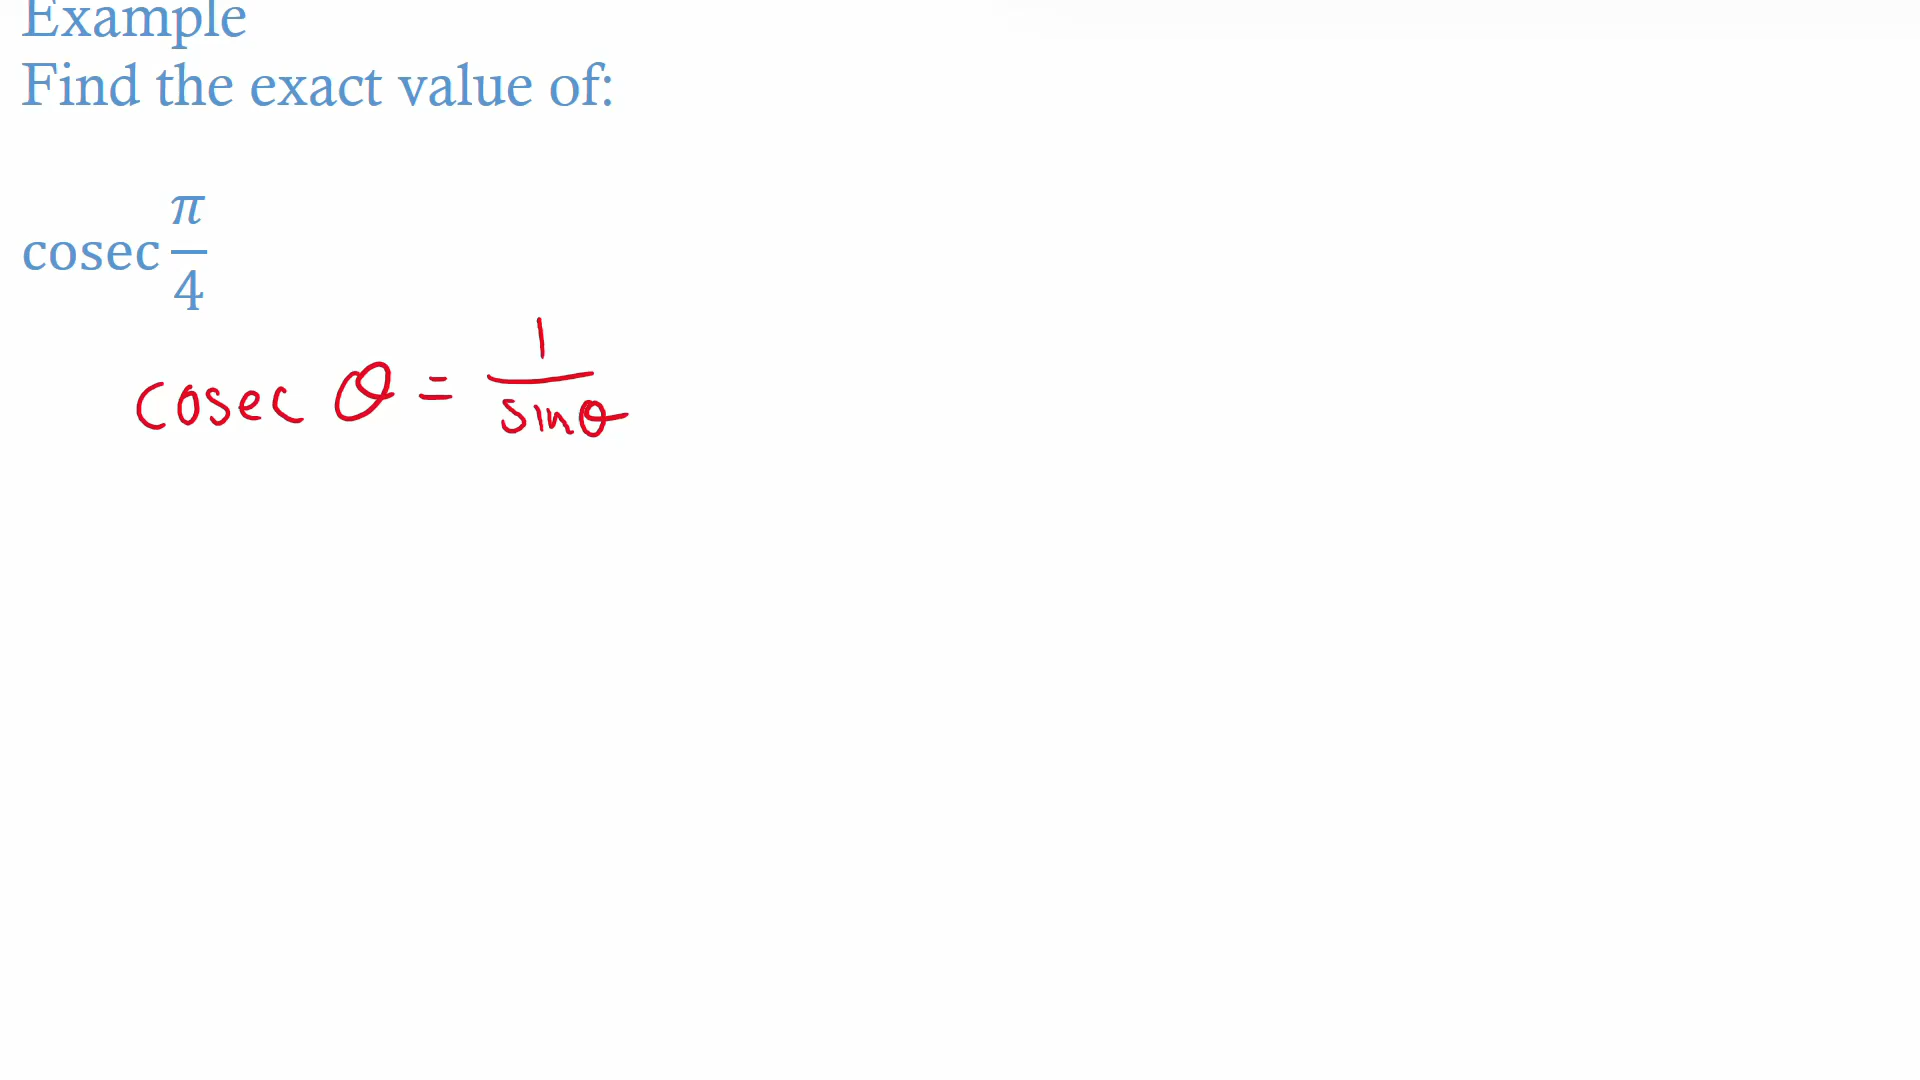 Example
Find the exact value of:
cosec π/4
cosec θ = 1/sinθ